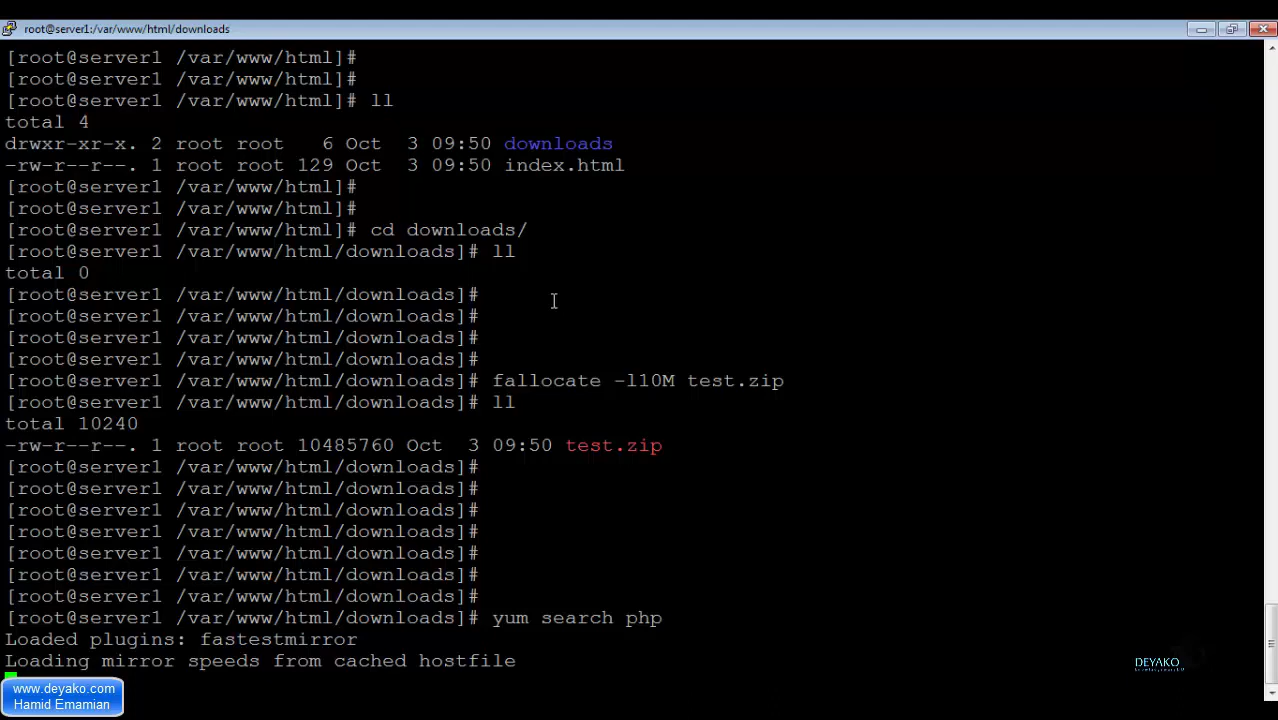 root@server1:/var/www/html/downloads
[root@server1 /var/www/html]#
[root@server1 /var/www/html]#
[root@server1 /var/www/html]# ll
total 4
drwxr-xr-x. 2 root root   6 Oct  3 09:50 downloads
-rw-r--r--. 1 root root 129 Oct  3 09:50 index.html
[root@server1 /var/www/html]#
[root@server1 /var/www/html]#
[root@server1 /var/www/html]# cd downloads/
[root@server1 /var/www/html/downloads]# ll
total 0
[root@server1 /var/www/html/downloads]#
[root@server1 /var/www/html/downloads]#
[root@server1 /var/www/html/downloads]#
[root@server1 /var/www/html/downloads]#
[root@server1 /var/www/html/downloads]# fallocate -l10M test.zip
[root@server1 /var/www/html/downloads]# ll
total 10240
-rw-r--r--. 1 root root 10485760 Oct  3 09:50 test.zip
[root@server1 /var/www/html/downloads]#
[root@server1 /var/www/html/downloads]#
[root@server1 /var/www/html/downloads]#
[root@server1 /var/www/html/downloads]#
[root@server1 /var/www/html/downloads]#
[root@server1 /var/www/html/downloads]#
[root@server1 /var/www/html/downloads]#
[root@server1 /var/www/html/downloads]# yum search php
Loaded plugins: fastestmirror
Loading mirror speeds from cached hostfile
DEYAKO
www.deyako.com
Hamid Emamian